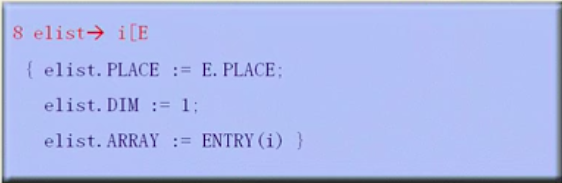 8 elist→ i[E
{ elist.PLACE := E.PLACE;
elist.DIM := 1;
elist.ARRAY := ENTRY(i) }